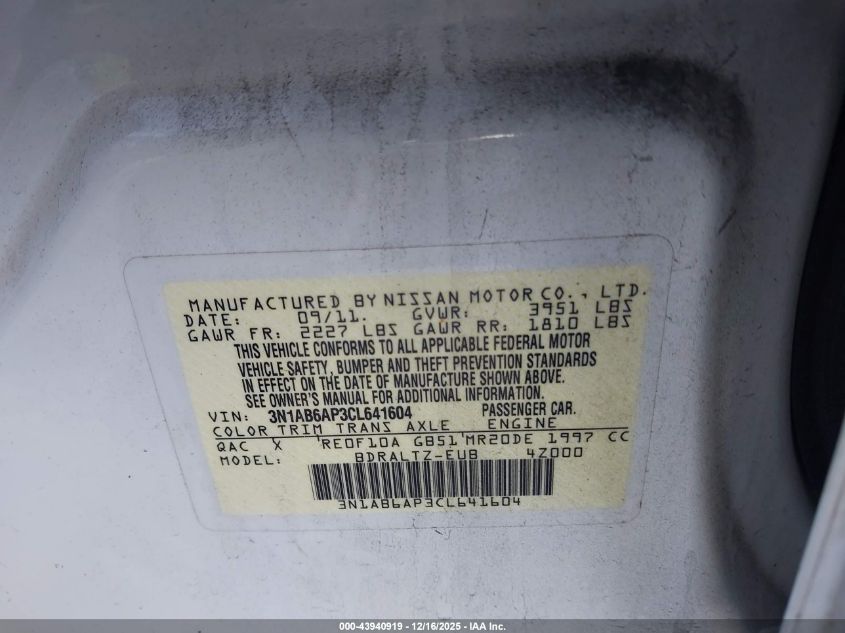 MANUFACTURED BY NISSAN MOTOR CO., LTD.
DATE: 09/11. GVWR: 3951 LBS
GAWR FR: 2227 LBS GAWR RR: 1810 LBS
THIS VEHICLE CONFORMS TO ALL APPLICABLE FEDERAL MOTOR
VEHICLE SAFETY, BUMPER AND THEFT PREVENTION STANDARDS
IN EFFECT ON THE DATE OF MANUFACTURE SHOWN ABOVE.
SEE OWNER'S MANUAL FOR ADDITIONAL INFORMATION.
VIN: 3N1AB6AP3CL641604 PASSENGER CAR.
COLOR TRIM TRANS AXLE ENGINE
QAC X RE0F10A GB51 MR20DE 1997 CC
MODEL: BDRALTZ-EUB 4Z000
3N1AB6AP3CL641604
000-43940919 - 12/16/2025 - IAA Inc.